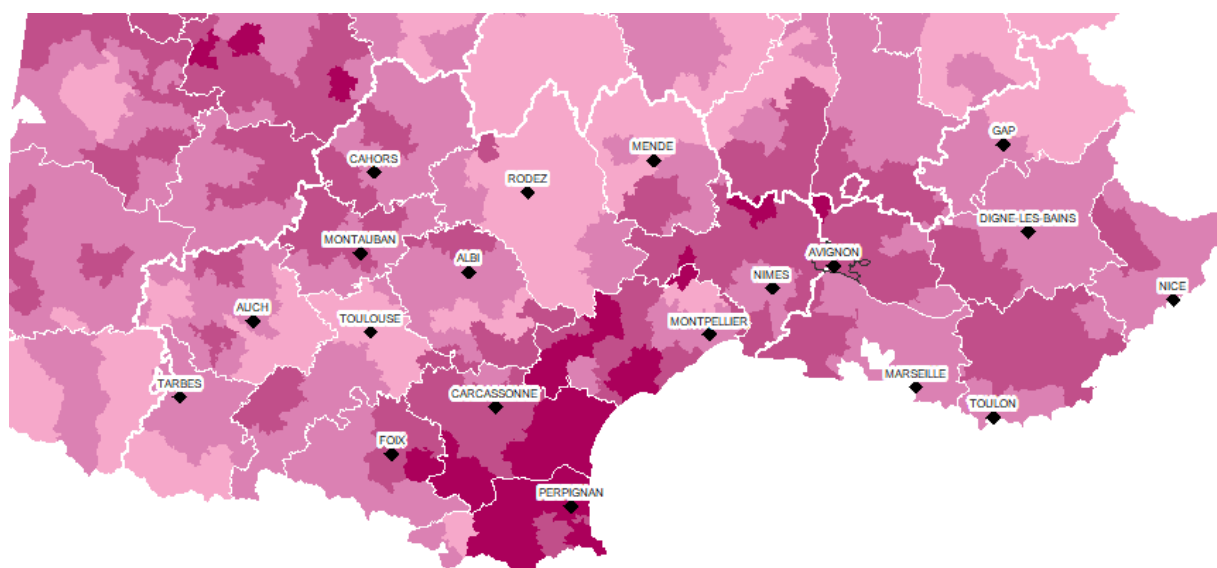 GAP
MENDE
CAHORS
RODEZ
DIGNE-LES-BAINS
MONTAUBAN
AVIGNON
ALBI
NIMES
NICE
AUCH
TOULOUSE
MONTPELLIER
MARSEILLE
TARBES
CARCASSONNE
TOULON
FOIX
PERPIGNAN